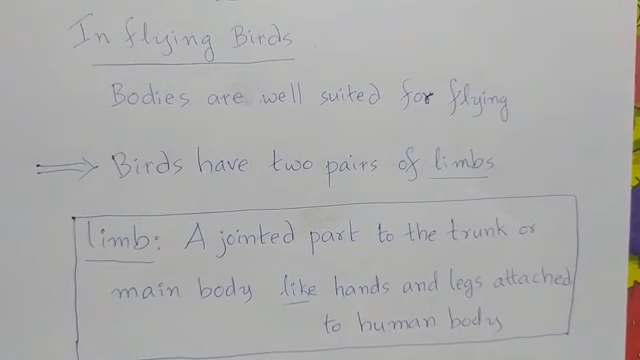 In flying Birds
Bodies are well suited for flying
⟹ Birds have two pairs of limbs
limb: A jointed part to the trunk or
main body like hands and legs attached
to human body